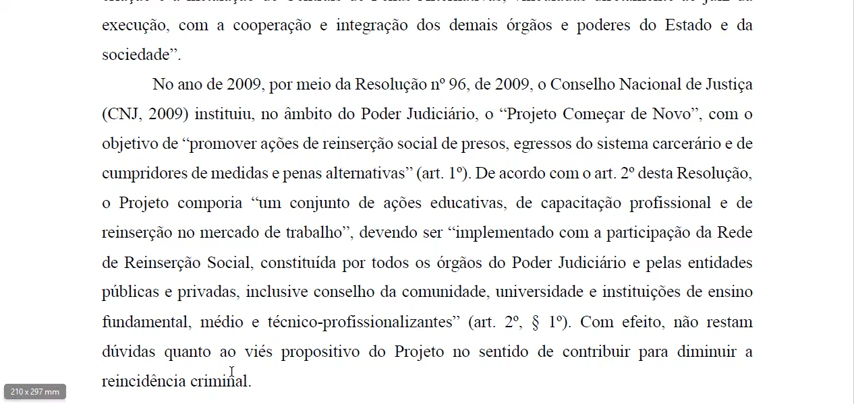 execução, com a cooperação e integração dos demais órgãos e poderes do Estado e da
sociedade”.
No ano de 2009, por meio da Resolução nº 96, de 2009, o Conselho Nacional de Justiça
(CNJ, 2009) instituiu, no âmbito do Poder Judiciário, o “Projeto Começar de Novo”, com o
objetivo de “promover ações de reinserção social de presos, egressos do sistema carcerário e de
cumpridores de medidas e penas alternativas” (art. 1º). De acordo com o art. 2º desta Resolução,
o Projeto comporia “um conjunto de ações educativas, de capacitação profissional e de
reinserção no mercado de trabalho”, devendo ser “implementado com a participação da Rede
de Reinserção Social, constituída por todos os órgãos do Poder Judiciário e pelas entidades
públicas e privadas, inclusive conselho da comunidade, universidade e instituições de ensino
fundamental, médio e técnico-profissionalizantes” (art. 2º, § 1º). Com efeito, não restam
dúvidas quanto ao viés propositivo do Projeto no sentido de contribuir para diminuir a
reincidência criminal.
210 x 297 mm